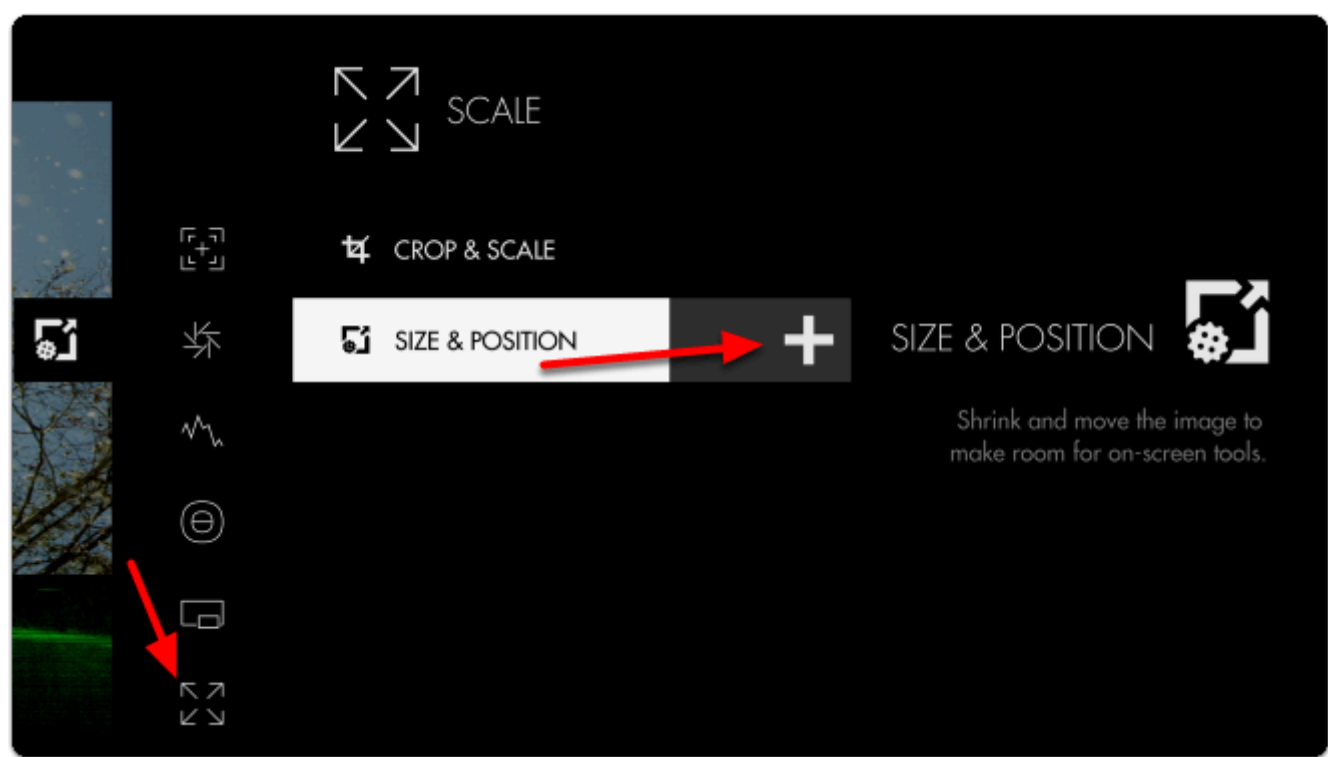 SCALE
CROP & SCALE
SIZE & POSITION
SIZE & POSITION
Shrink and move the image to
make room for on-screen tools.